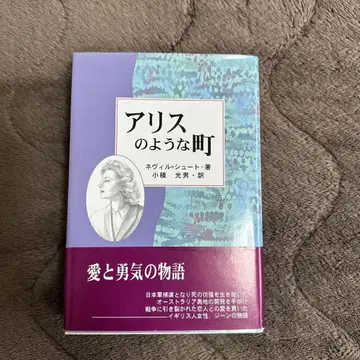 アリス
のような町
ネヴィル・シュート・著
小積 光男・訳
愛と勇気の物語
日本軍捕虜となり死の彷徨を生き抜いて
オーストラリア奥地の開発を手がけ
戦争に引き裂かれた恋人との愛を貫いた
イギリス人女性、ジーンの物語